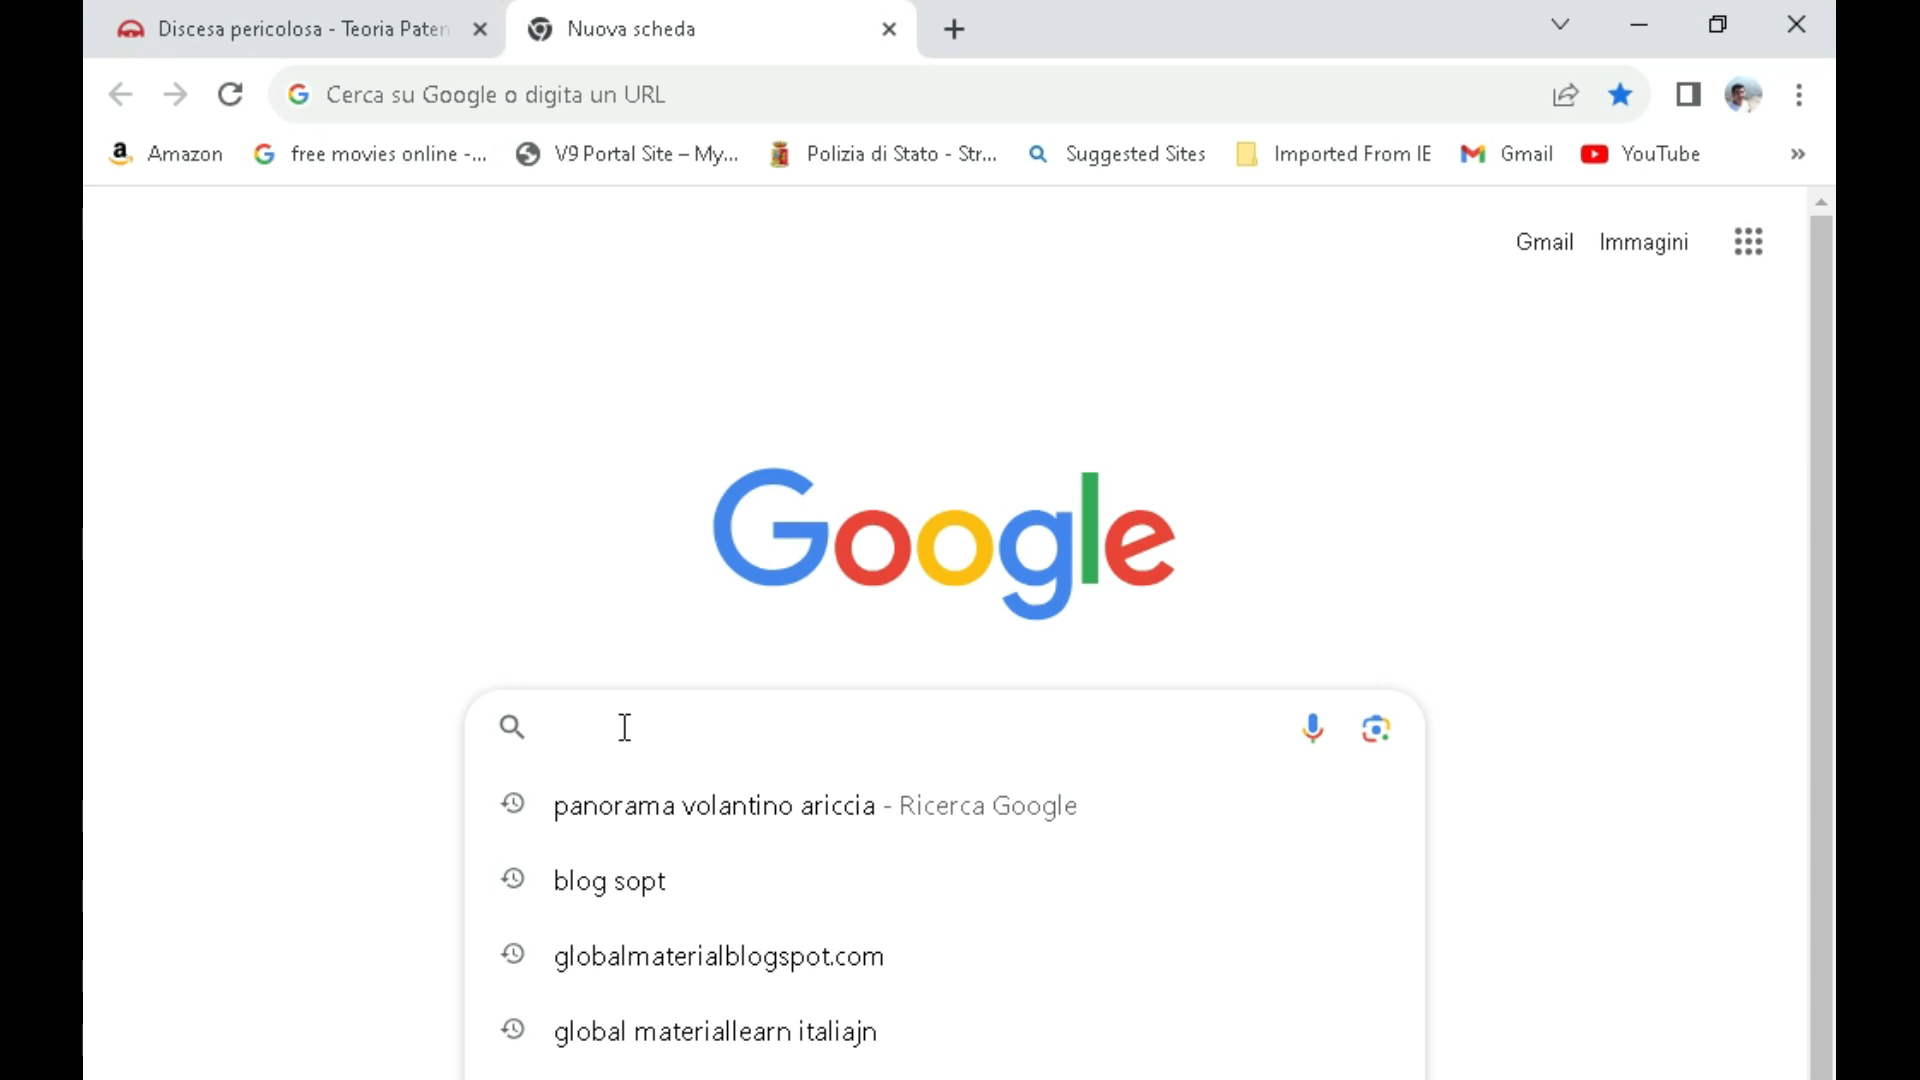 Discesa pericolosa - Teoria Paten
Nuova scheda
Cerca su Google o digita un URL
Amazon
free movies online -...
V9 Portal Site – My...
Polizia di Stato - Str...
Suggested Sites
Imported From IE
Gmail
YouTube
Gmail
Immagini
Google
panorama volantino ariccia - Ricerca Google
blog sopt
globalmaterialblogspot.com
global materiallearn italiajn